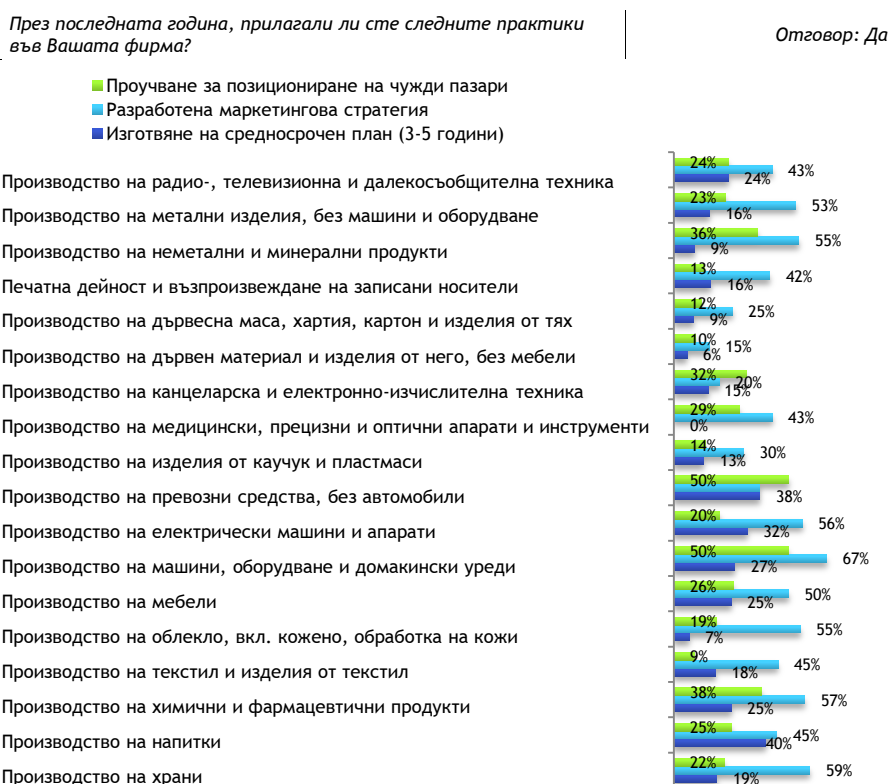 През последната година, прилагали ли сте следните практики
във Вашата фирма?
Отговор: Да
Проучване за позициониране на чужди пазари
Разработена маркетингова стратегия
Изготвяне на средносрочен план (3-5 години)
24%
43%
Производство на радио-, телевизионна и далекосъобщителна техника 24%
23%
53%
Производство на метални изделия, без машини и оборудване 16%
36%
55%
Производство на неметални и минерални продукти 9%
13%
42%
Печатна дейност и възпроизвеждане на записани носители 16%
12%
25%
Производство на дървесна маса, хартия, картон и изделия от тях 9%
10%
15%
Производство на дървен материал и изделия от него, без мебели 6%
32%
20%
Производство на канцеларска и електронно-изчислителна техника 15%
29%
43%
Производство на медицински, прецизни и оптични апарати и инструменти 0%
14%
30%
Производство на изделия от каучук и пластмаси 13%
50%
Производство на превозни средства, без автомобили 38%
20%
56%
Производство на електрически машини и апарати 32%
50%
67%
Производство на машини, оборудване и домакински уреди 27%
26%
50%
Производство на мебели 25%
19%
55%
Производство на облекло, вкл. кожено, обработка на кожи 7%
9%
45%
Производство на текстил и изделия от текстил 18%
38%
57%
Производство на химични и фармацевтични продукти 25%
25%
45%
Производство на напитки 40%
22%
59%
Производство на храни 19%